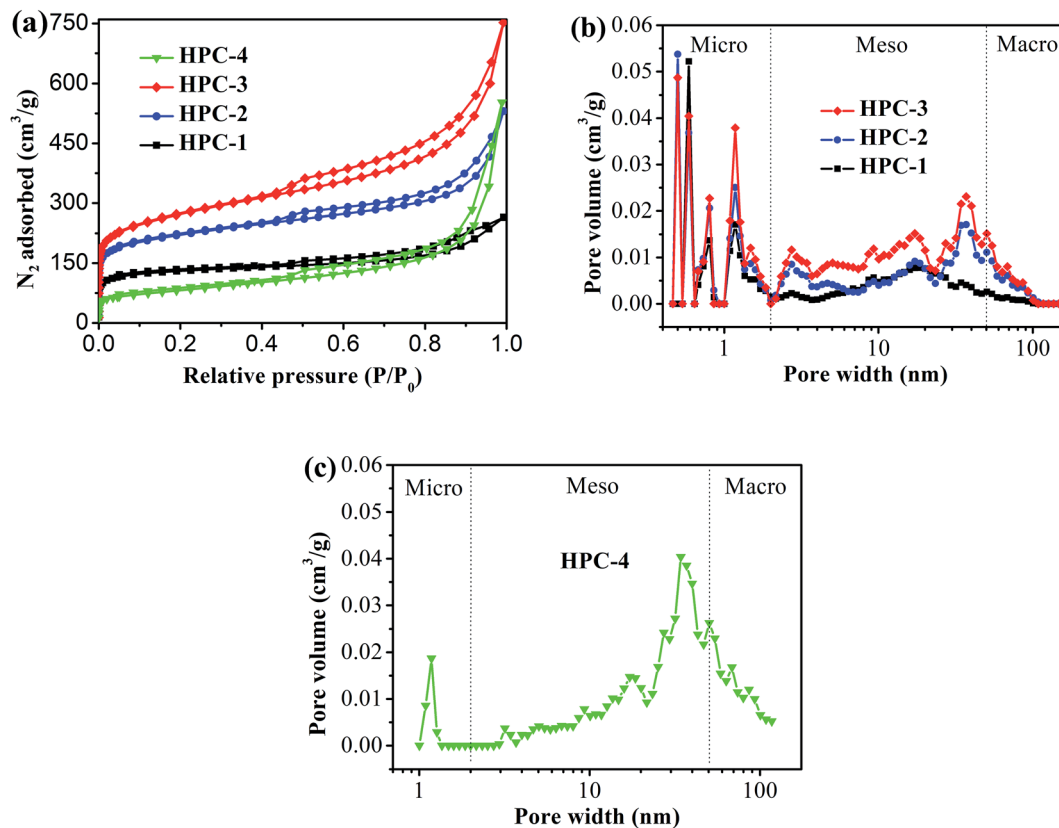 (a)
750
600
450
300
150
0
0.0 0.2 0.4 0.6 0.8 1.0
N₂ adsorbed (cm³/g)
Relative pressure (P/P₀)
HPC-4
HPC-3
HPC-2
HPC-1
(b)
Micro Meso Macro
0.06
0.05
0.04
0.03
0.02
0.01
0.00
1 10 100
Pore volume (cm³/g)
Pore width (nm)
HPC-3
HPC-2
HPC-1
(c)
Micro Meso Macro
0.06
0.05
0.04
0.03
0.02
0.01
0.00
1 10 100
Pore volume (cm³/g)
Pore width (nm)
HPC-4